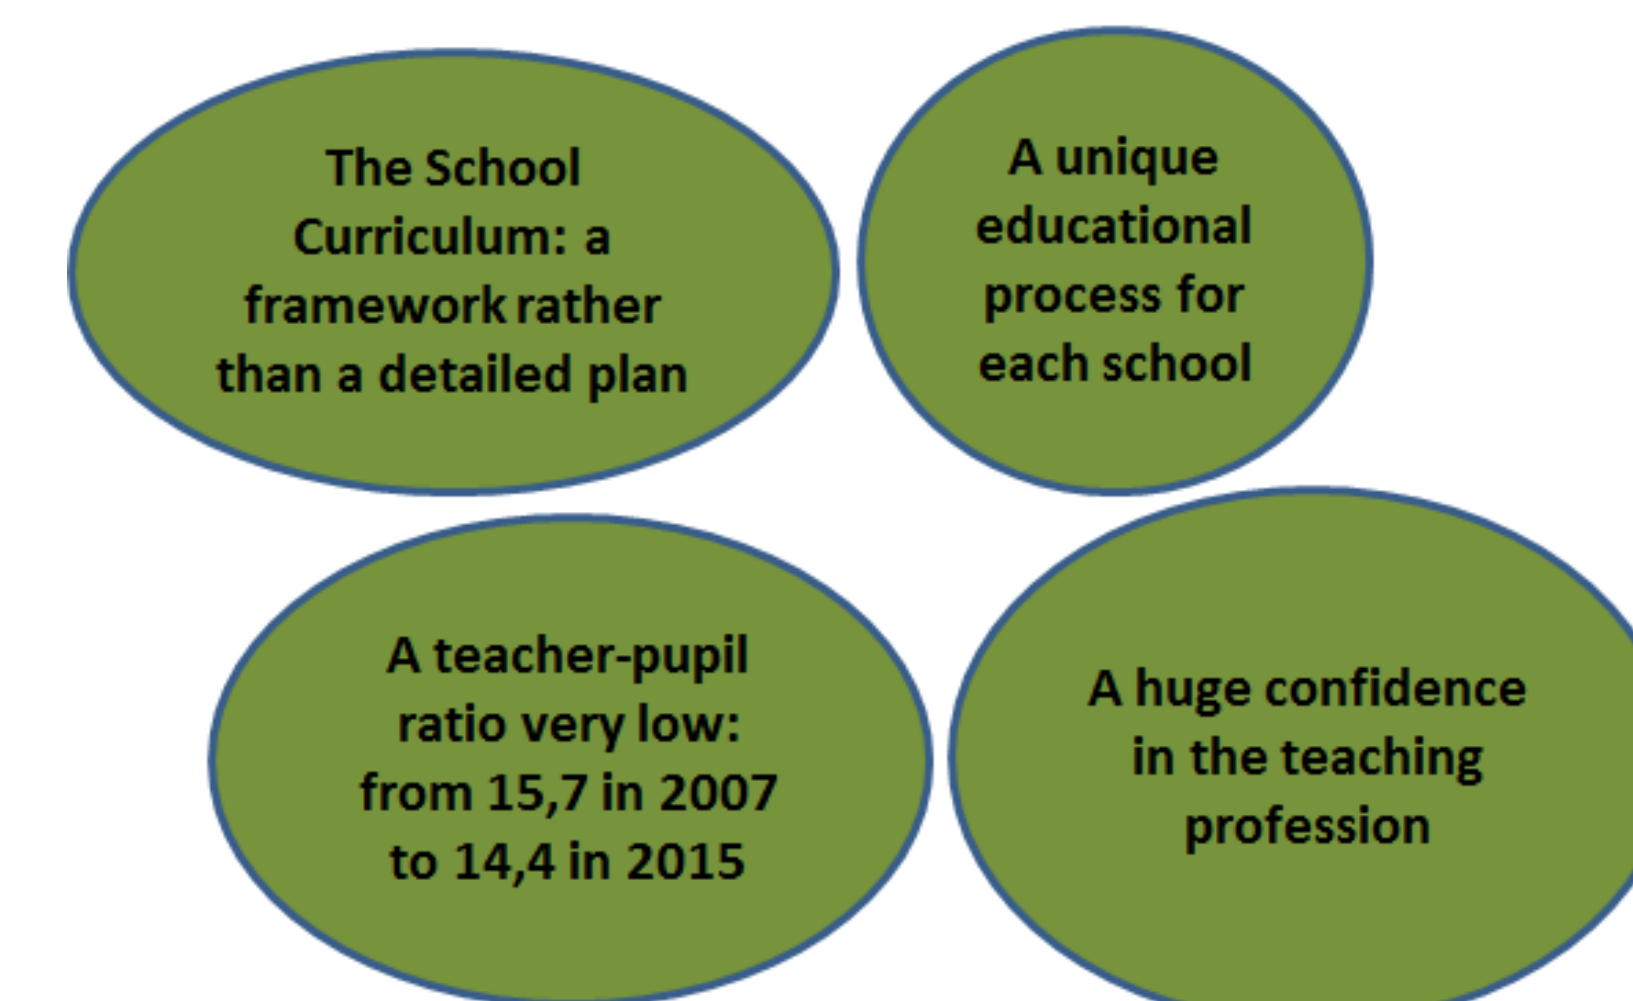 The School
Curriculum: a
framework rather
than a detailed plan
A unique
educational
process for
each school
A teacher-pupil
ratio very low:
from 15,7 in 2007
to 14,4 in 2015
A huge confidence
in the teaching
profession